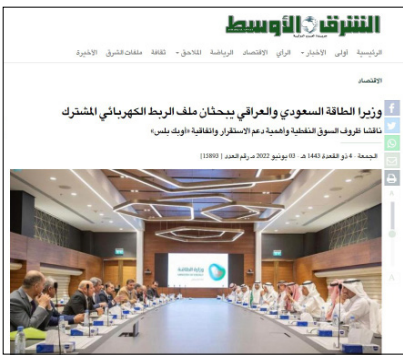 الشرق الأوسط
الرئيسية أولى الأخبار الرأي الاقتصاد الرياضة الملاحق ثقافة ملفات الشرق الأخيرة
الاقتصاد
وزيرا الطاقة السعودي والعراقي يبحثان ملف الربط الكهربائي المشترك
ناقشا ظروف السوق النفطية وأهمية دعم الاستقرار واتفاقية «أوبك بلس»
الجمعة - 4 ذو القعدة 1443 هـ - 03 يونيو 2022 مـ رقم العدد [15893]
وزارة الطاقة